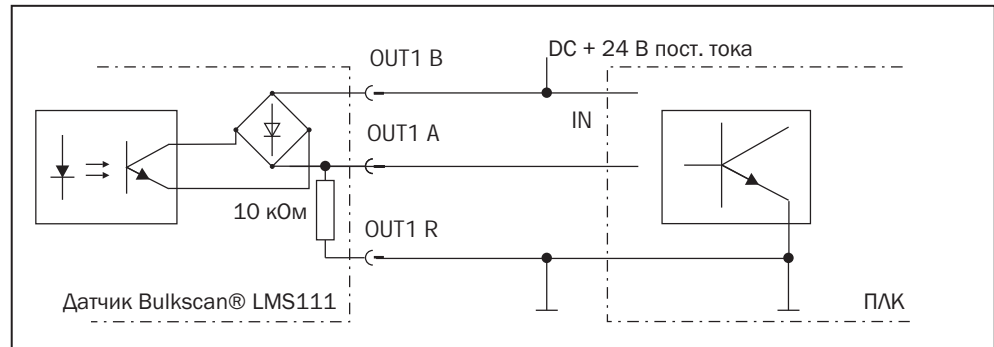 DC + 24 В пост. тока
OUT1 B
IN
OUT1 A
10 кОм
OUT1 R
Датчик Bulkscan® LMS111
ПЛК